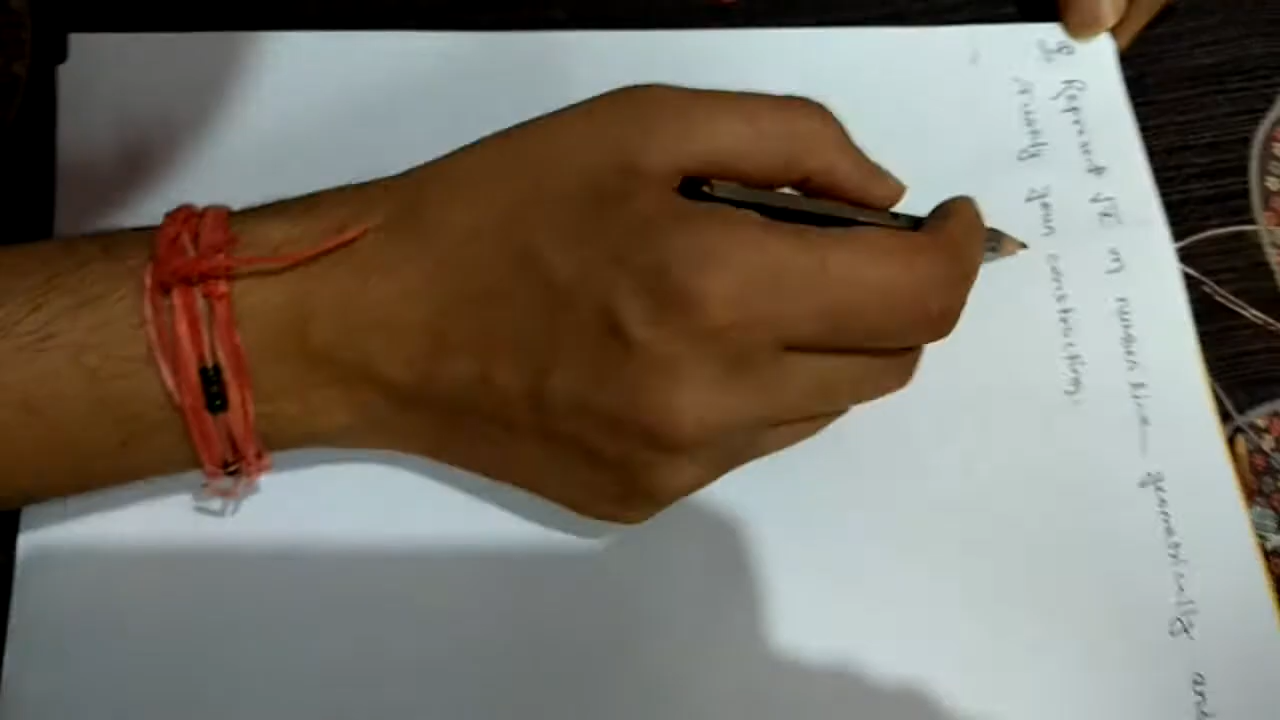 Q. Represent √2 on number line geometrically and
justify your construction.